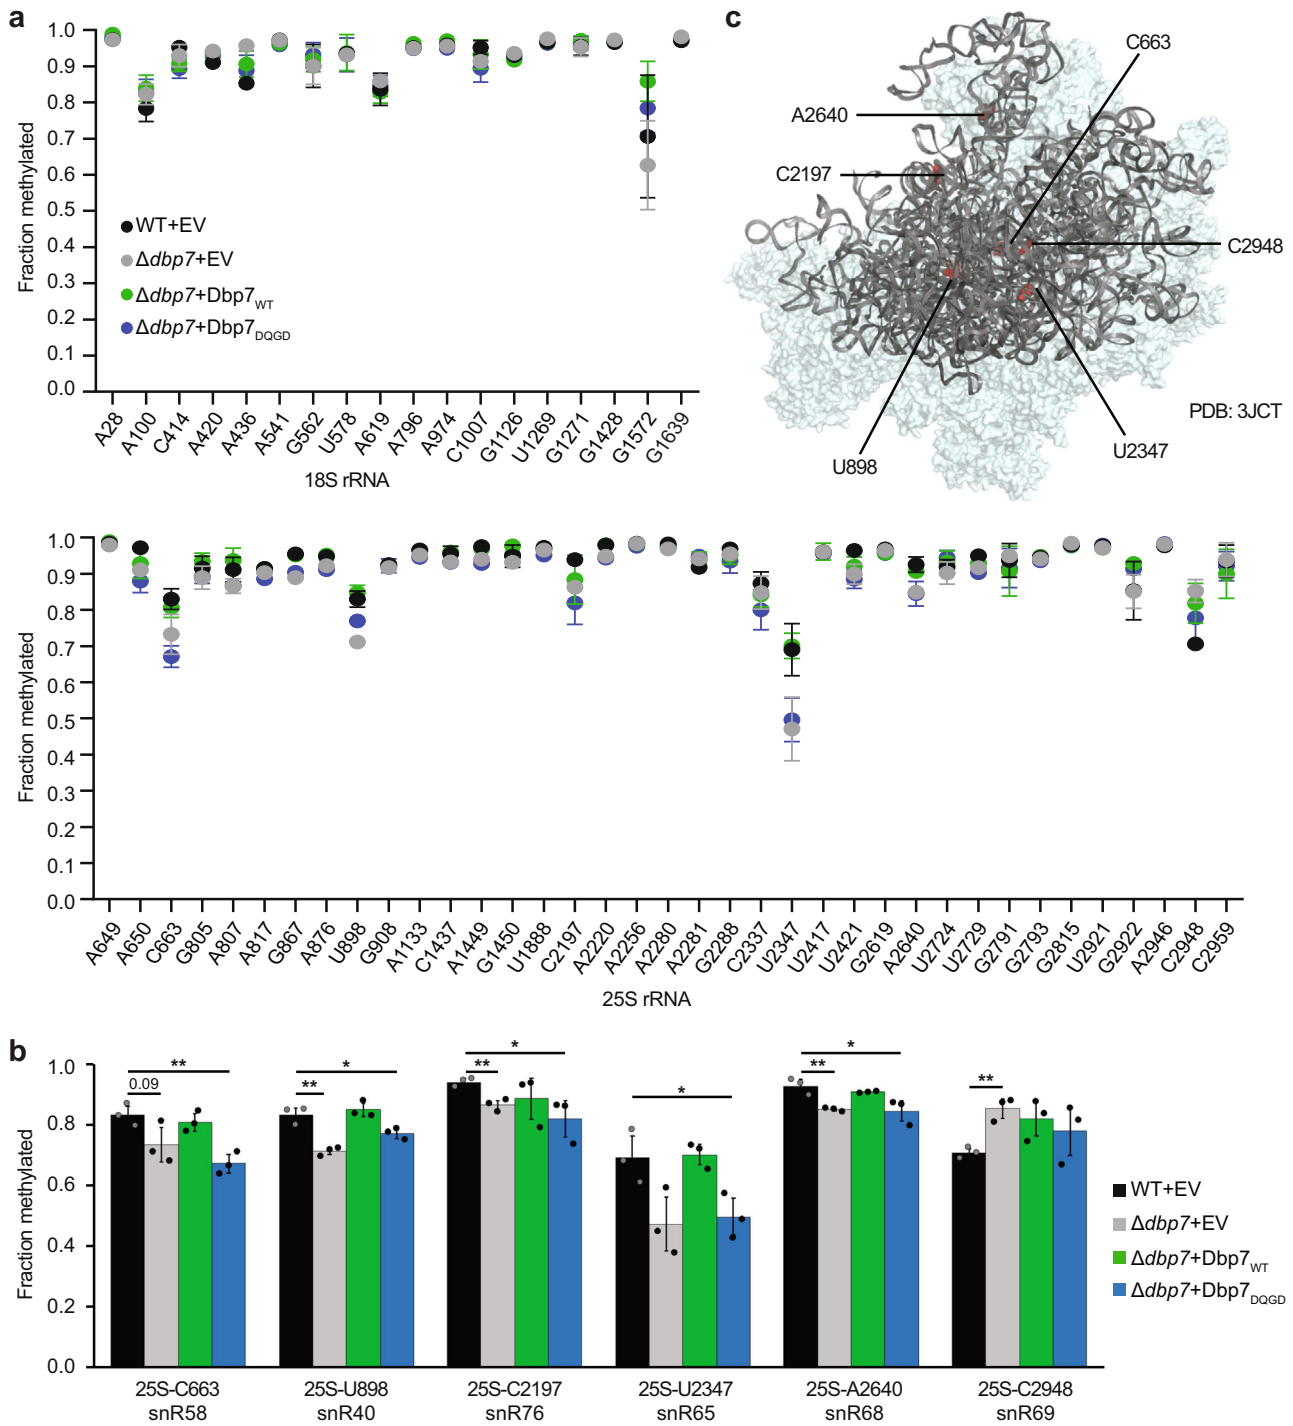 a
Fraction methylated
1.0
0.9
0.8
0.7
0.6
0.5
0.4
0.3
0.2
0.1
0.0
WT+EV
Δdbp7+EV
Δdbp7+Dbp7WT
Δdbp7+Dbp7DQGD
A28 A100 C414 A420 A436 A541 G562 U578 A619 A796 A974 C1007 G1126 U1269 G1271 G1428 G1572 G1639
18S rRNA
c
C663
A2640
C2197
C2948
PDB: 3JCT
U2347
U898
Fraction methylated
1.0
0.9
0.8
0.7
0.6
0.5
0.4
0.3
0.2
0.1
0.0
A649 A650 C663 G805 A807 A817 G867 A876 U898 G908 A1133 C1437 A1449 G1450 U1888 C2197 A2220 A2256 A2280 A2281 G2288 C2337 U2347 U2417 U2421 G2619 A2640 U2724 U2729 G2791 G2793 G2815 U2921 G2922 A2946 C2948 C2959
25S rRNA
b
Fraction methylated
1.0
0.8
0.6
0.4
0.2
0.0
**
0.09
*
**
*
**
*
*
**
**
WT+EV
Δdbp7+EV
Δdbp7+Dbp7WT
Δdbp7+Dbp7DQGD
25S-C663 25S-U898 25S-C2197 25S-U2347 25S-A2640 25S-C2948
snR58 snR40 snR76 snR65 snR68 snR69